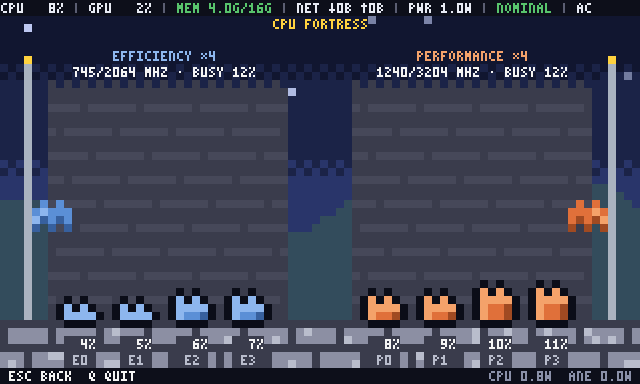 CPU 8% | GPU 2% | MEM 4.0G/16G | NET ↓0B ↑0B | PWR 1.0W | NOMINAL | AC
CPU FORTRESS
EFFICIENCY ×4
745/2064 MHZ · BUSY 12%
PERFORMANCE ×4
1240/3204 MHZ · BUSY 12%
4% 5% 6% 7% 8% 9% 10% 11%
E0 E1 E2 E3 P0 P1 P2 P3
ESC BACK Q QUIT CPU 0.8W ANE 0.0W